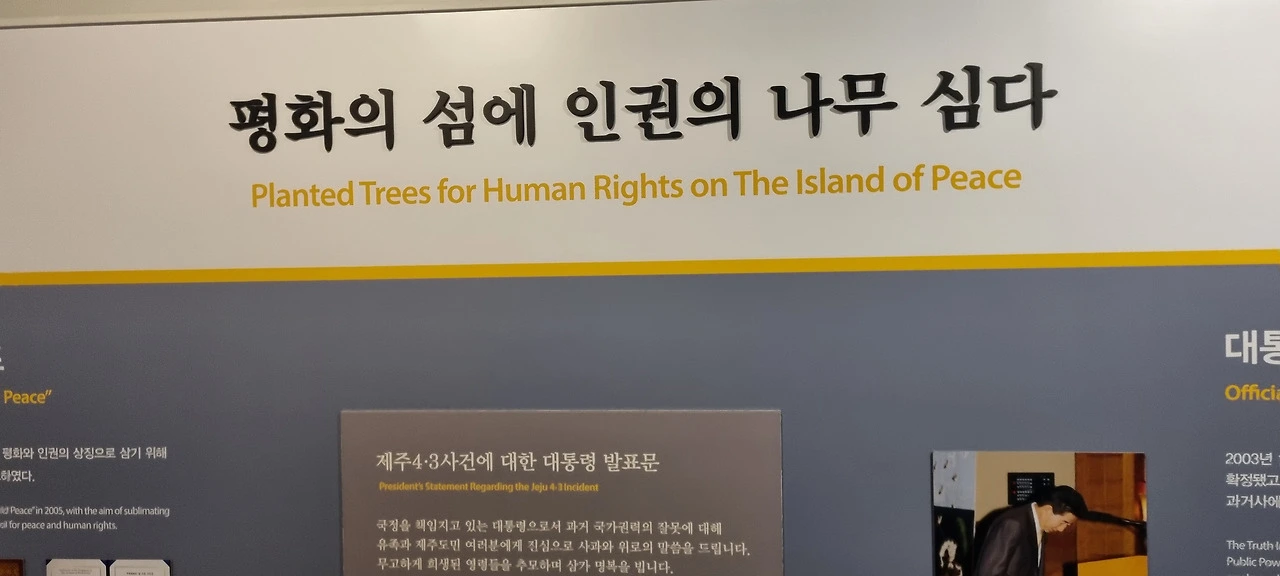 평화의 섬에 인권의 나무 심다
Planted Trees for Human Rights on The Island of Peace
Peace"
평화와 인권의 상징으로 삼기 위해
하였다.
Peace" in 2005, with the aim of sublimating
for peace and human rights.
제주4·3사건에 대한 대통령 발표문
President's Statement Regarding the Jeju 4·3 Incident
국정을 책임지고 있는 대통령으로서 과거 국가권력의 잘못에 대해
유족과 제주도민 여러분에게 진심으로 사과와 위로의 말씀을 드립니다.
무고하게 희생된 영령들을 추모하며 삼가 명복을 빕니다.
대통
Officia
2003년
확정됐고
과거사에
The Truth
Public Pow